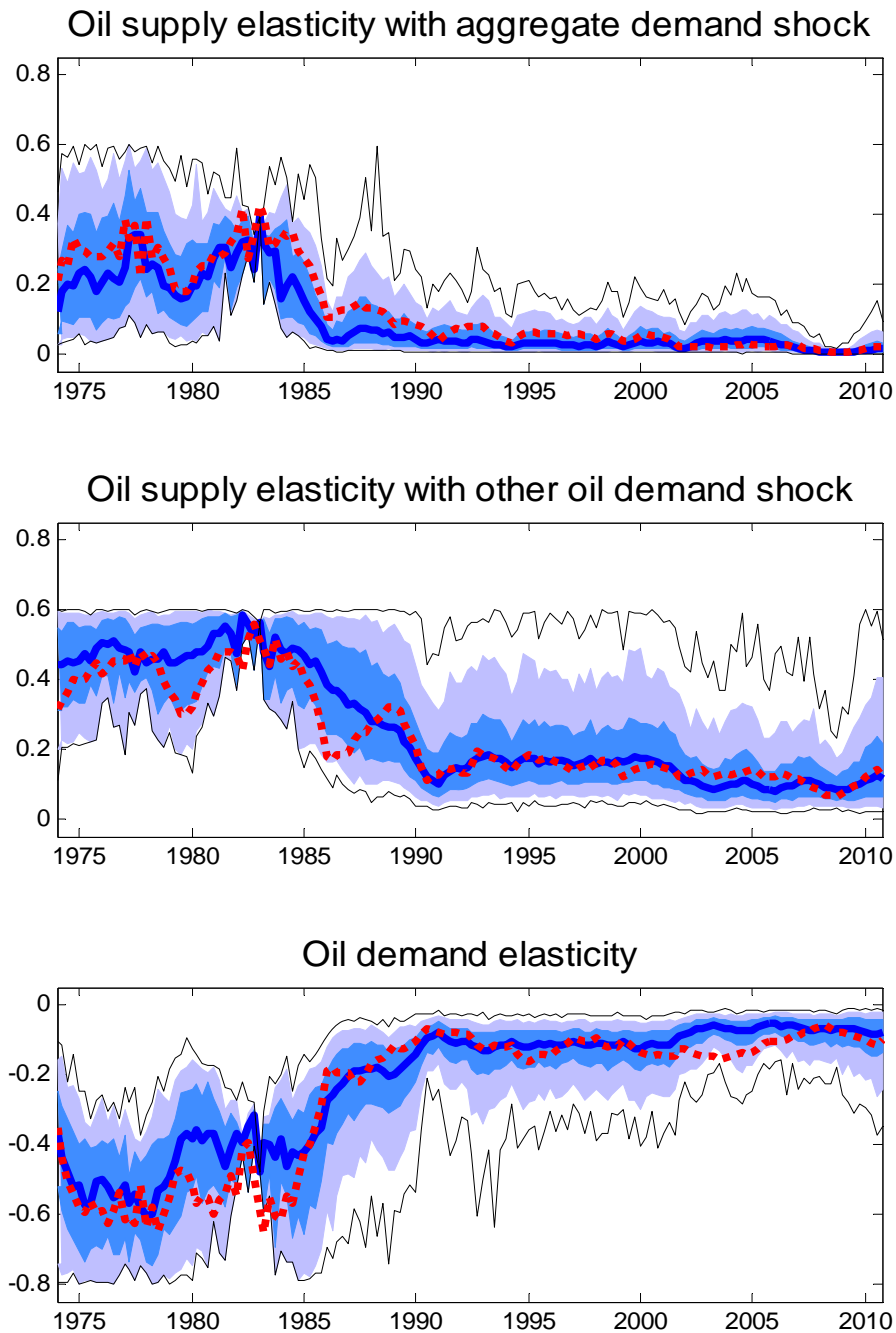 Oil supply elasticity with aggregate demand shock
0.8
0.6
0.4
0.2
0
1975 1980 1985 1990 1995 2000 2005 2010
Oil supply elasticity with other oil demand shock
0.8
0.6
0.4
0.2
0
1975 1980 1985 1990 1995 2000 2005 2010
Oil demand elasticity
0
-0.2
-0.4
-0.6
-0.8
1975 1980 1985 1990 1995 2000 2005 2010